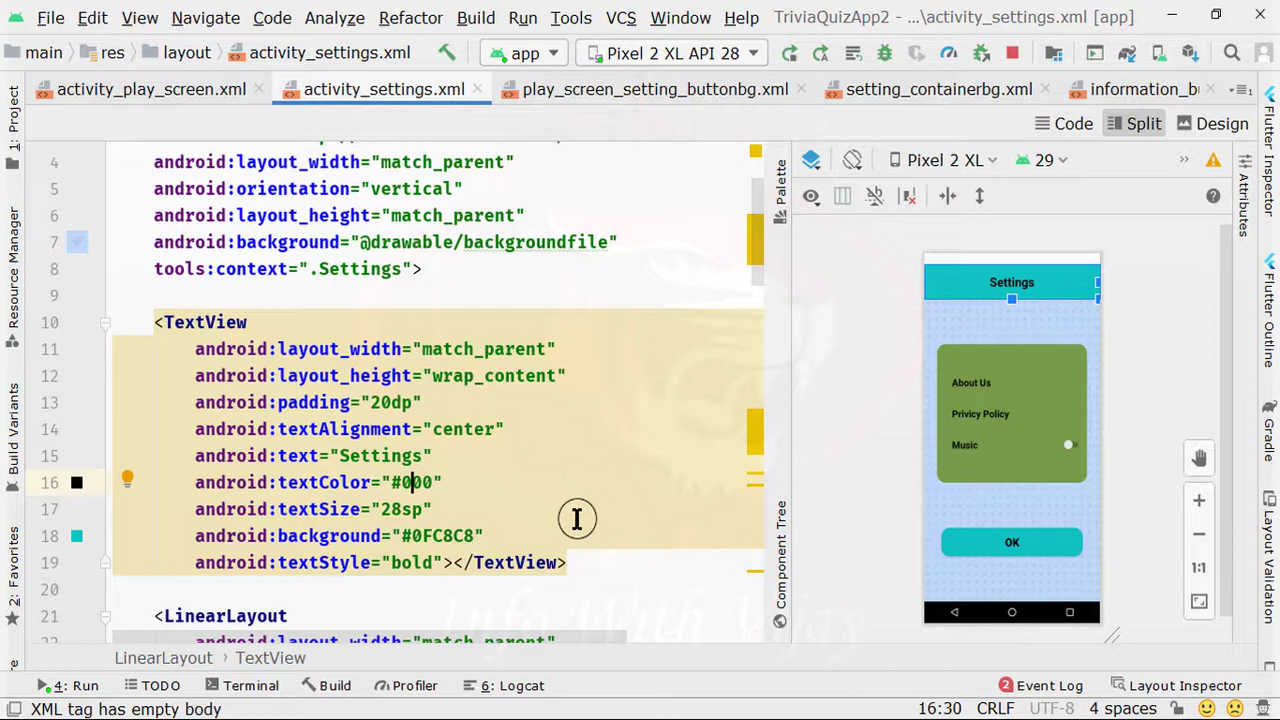 File Edit View Navigate Code Analyze Refactor Build Run Tools VCS Window Help TriviaQuizApp2 - ...\activity_settings.xml [app]
main res layout activity_settings.xml app Pixel 2 XL API 28
activity_play_screen.xml activity_settings.xml play_screen_setting_buttonbg.xml setting_containerbg.xml information_bu
Code Split Design
4 android:layout_width="match_parent"
5 android:orientation="vertical"
6 android:layout_height="match_parent"
7 android:background="@drawable/backgroundfile"
8 tools:context=".Settings">
9
10 <TextView
11 android:layout_width="match_parent"
12 android:layout_height="wrap_content"
13 android:padding="20dp"
14 android:textAlignment="center"
15 android:text="Settings"
16 android:textColor="#000"
17 android:textSize="28sp"
18 android:background="#0FC8C8"
19 android:textStyle="bold"></TextView>
20
21 <LinearLayout
22 android:layout_width="match_parent"
Pixel 2 XL 29
Settings
About Us
Privicy Policy
Music
OK
1:1
1: Project
Resource Manager
Build Variants
2: Favorites
Palette
Component Tree
Attributes
Flutter Inspector
Flutter Outline
Gradle
LinearLayout TextView
4: Run TODO Terminal Build Profiler 6: Logcat 2 Event Log Layout Inspector
XML tag has empty body 16:30 CRLF UTF-8 4 spaces